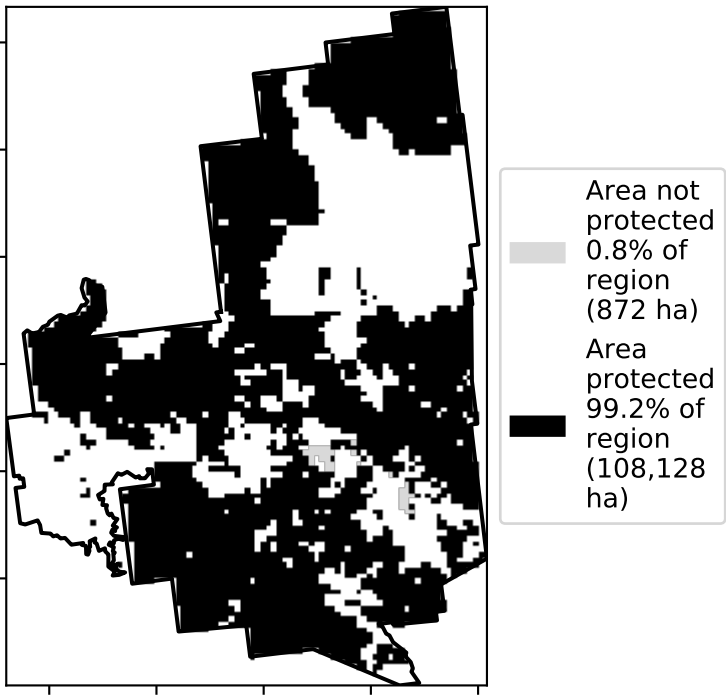 Area not
protected
0.8% of
region
(872 ha)
Area
protected
99.2% of
region
(108,128
ha)